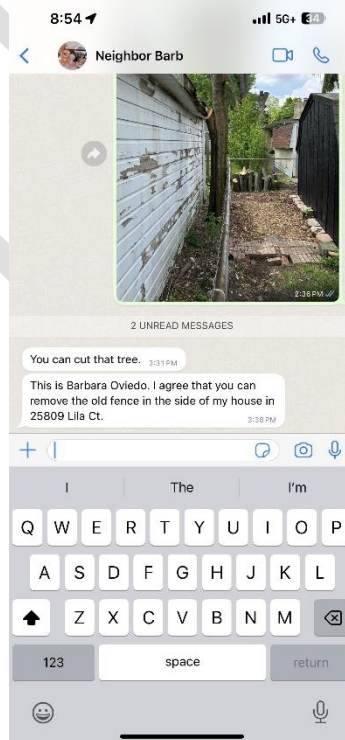 8:54
5G+ 34
Neighbor Barb
2:36 PM
2 UNREAD MESSAGES
You can cut that tree. 3:31 PM
This is Barbara Oviedo. I agree that you can
remove the old fence in the side of my house in
25809 Lila Ct. 3:38 PM
I The I'm
Q W E R T Y U I O P
A S D F G H J K L
Z X C V B N M
123 space return